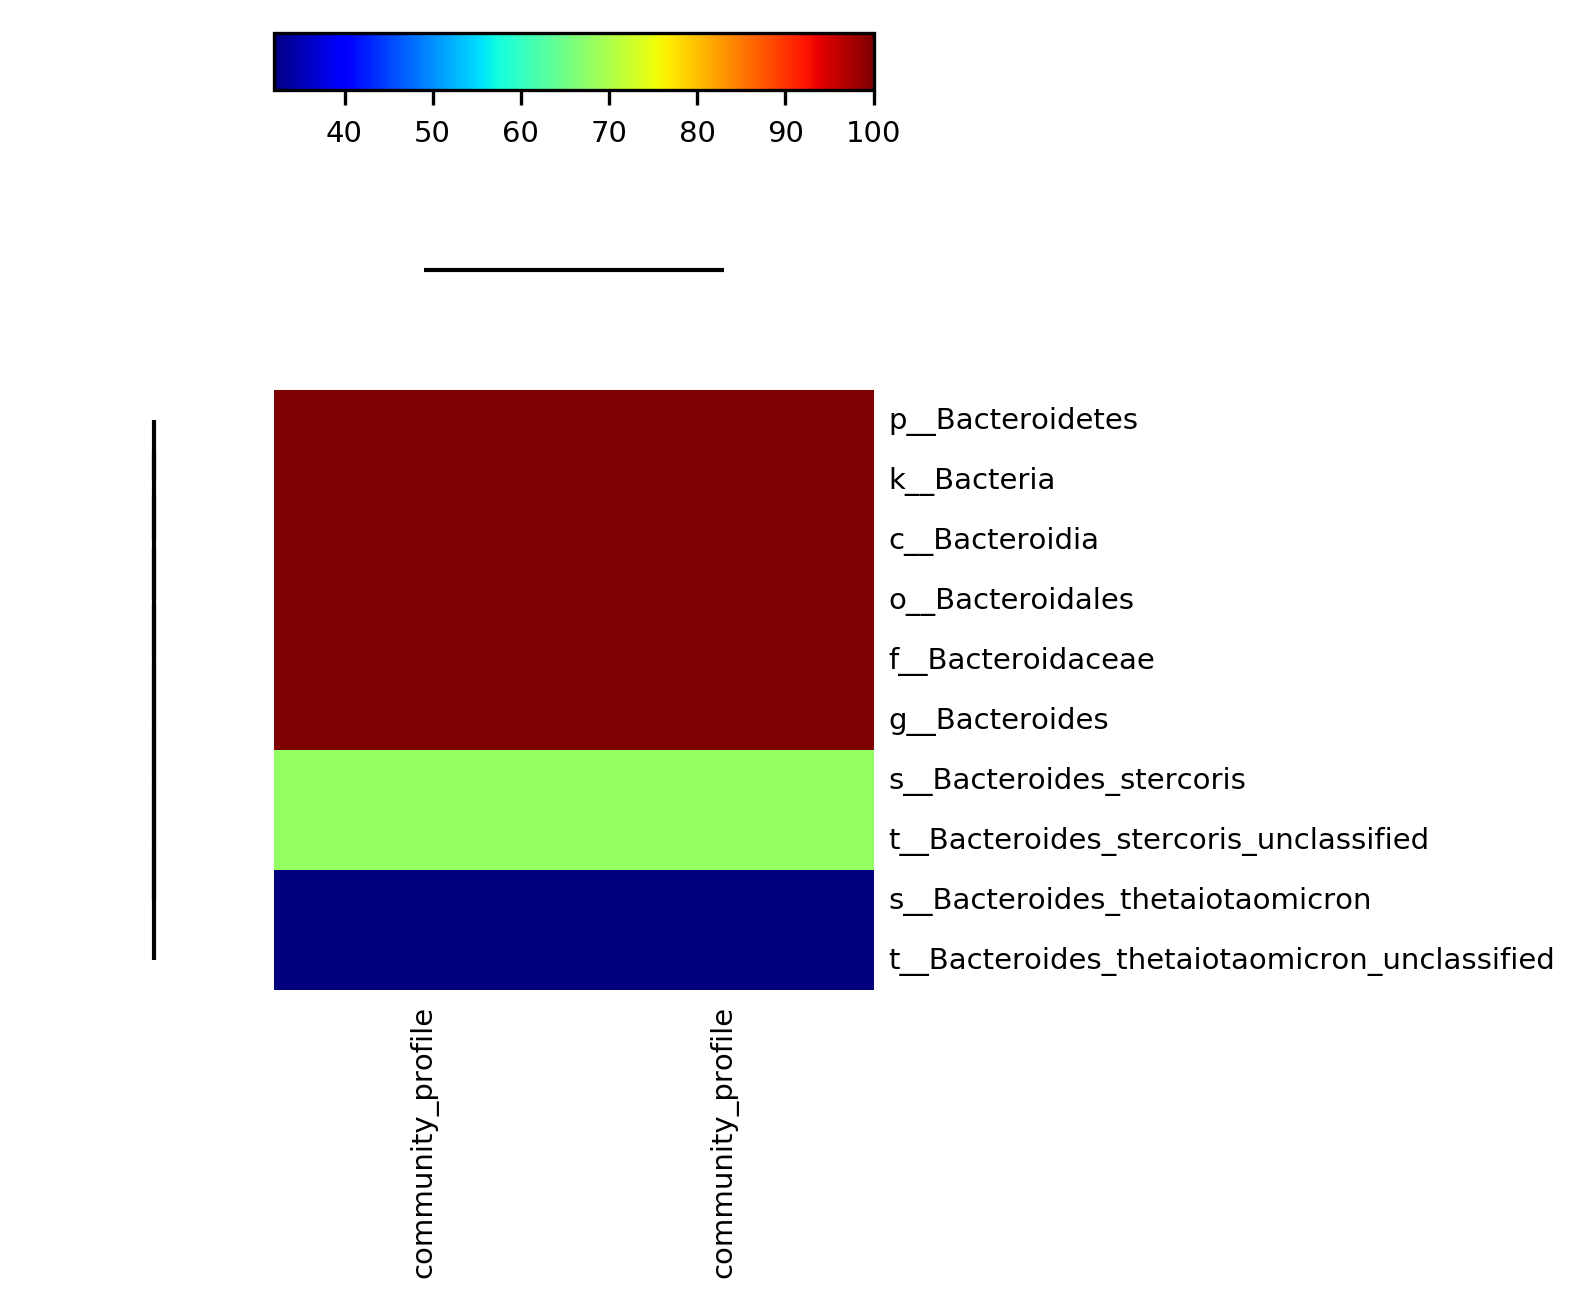 40 50 60 70 80 90 100
p__Bacteroidetes
k__Bacteria
c__Bacteroidia
o__Bacteroidales
f__Bacteroidaceae
g__Bacteroides
s__Bacteroides_stercoris
t__Bacteroides_stercoris_unclassified
s__Bacteroides_thetaiotaomicron
t__Bacteroides_thetaiotaomicron_unclassified
community_profile
community_profile